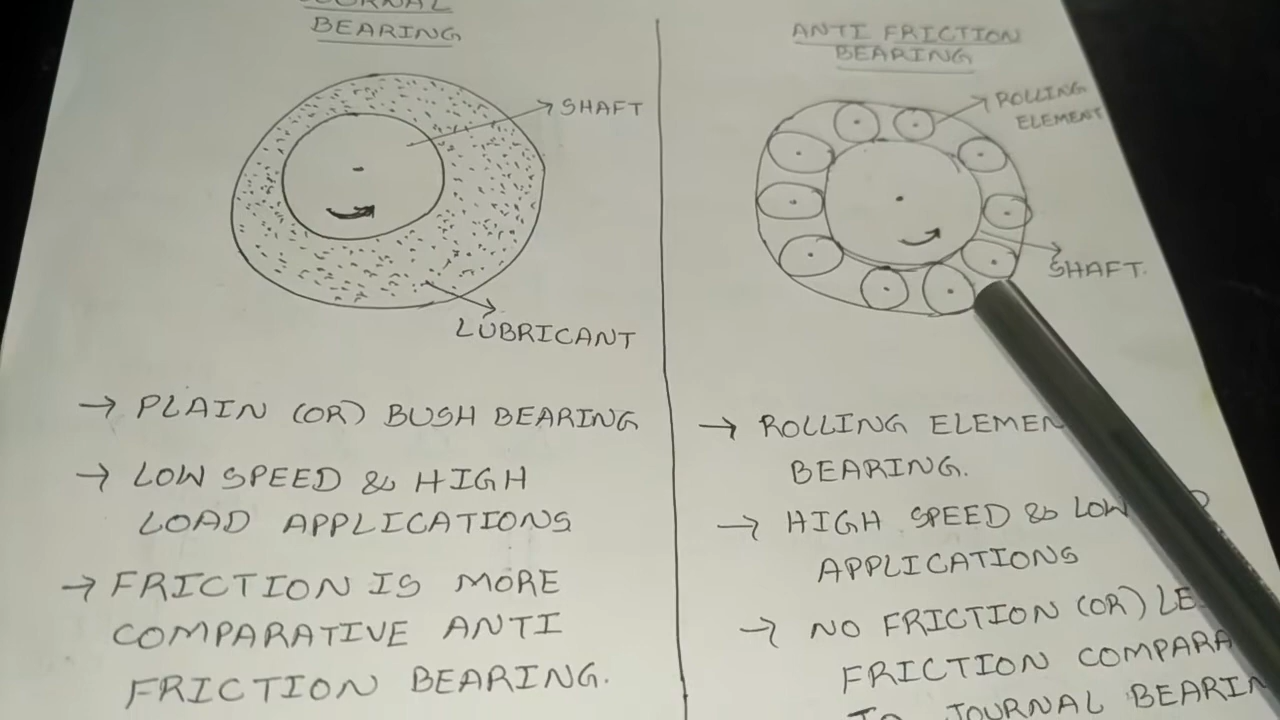 BEARING
SHAFT
LUBRICANT
→ PLAIN (OR) BUSH BEARING
→ LOW SPEED & HIGH
LOAD APPLICATIONS
→ FRICTION IS MORE
COMPARATIVE ANTI
FRICTION BEARING.
ANTI FRICTION
BEARING
ROLLING
ELEMENT
SHAFT.
→ ROLLING
BEARING.
→ HIGH SPEED & LOW
APPLICATIONS
→ NO FRICTION (OR)
FRICTION
JOURNAL